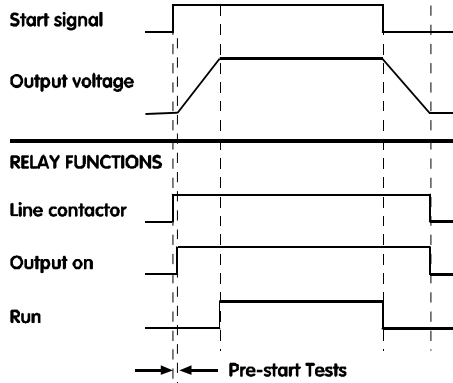 Start signal
Output voltage
RELAY FUNCTIONS
Line contactor
Output on
Run
Pre-start Tests